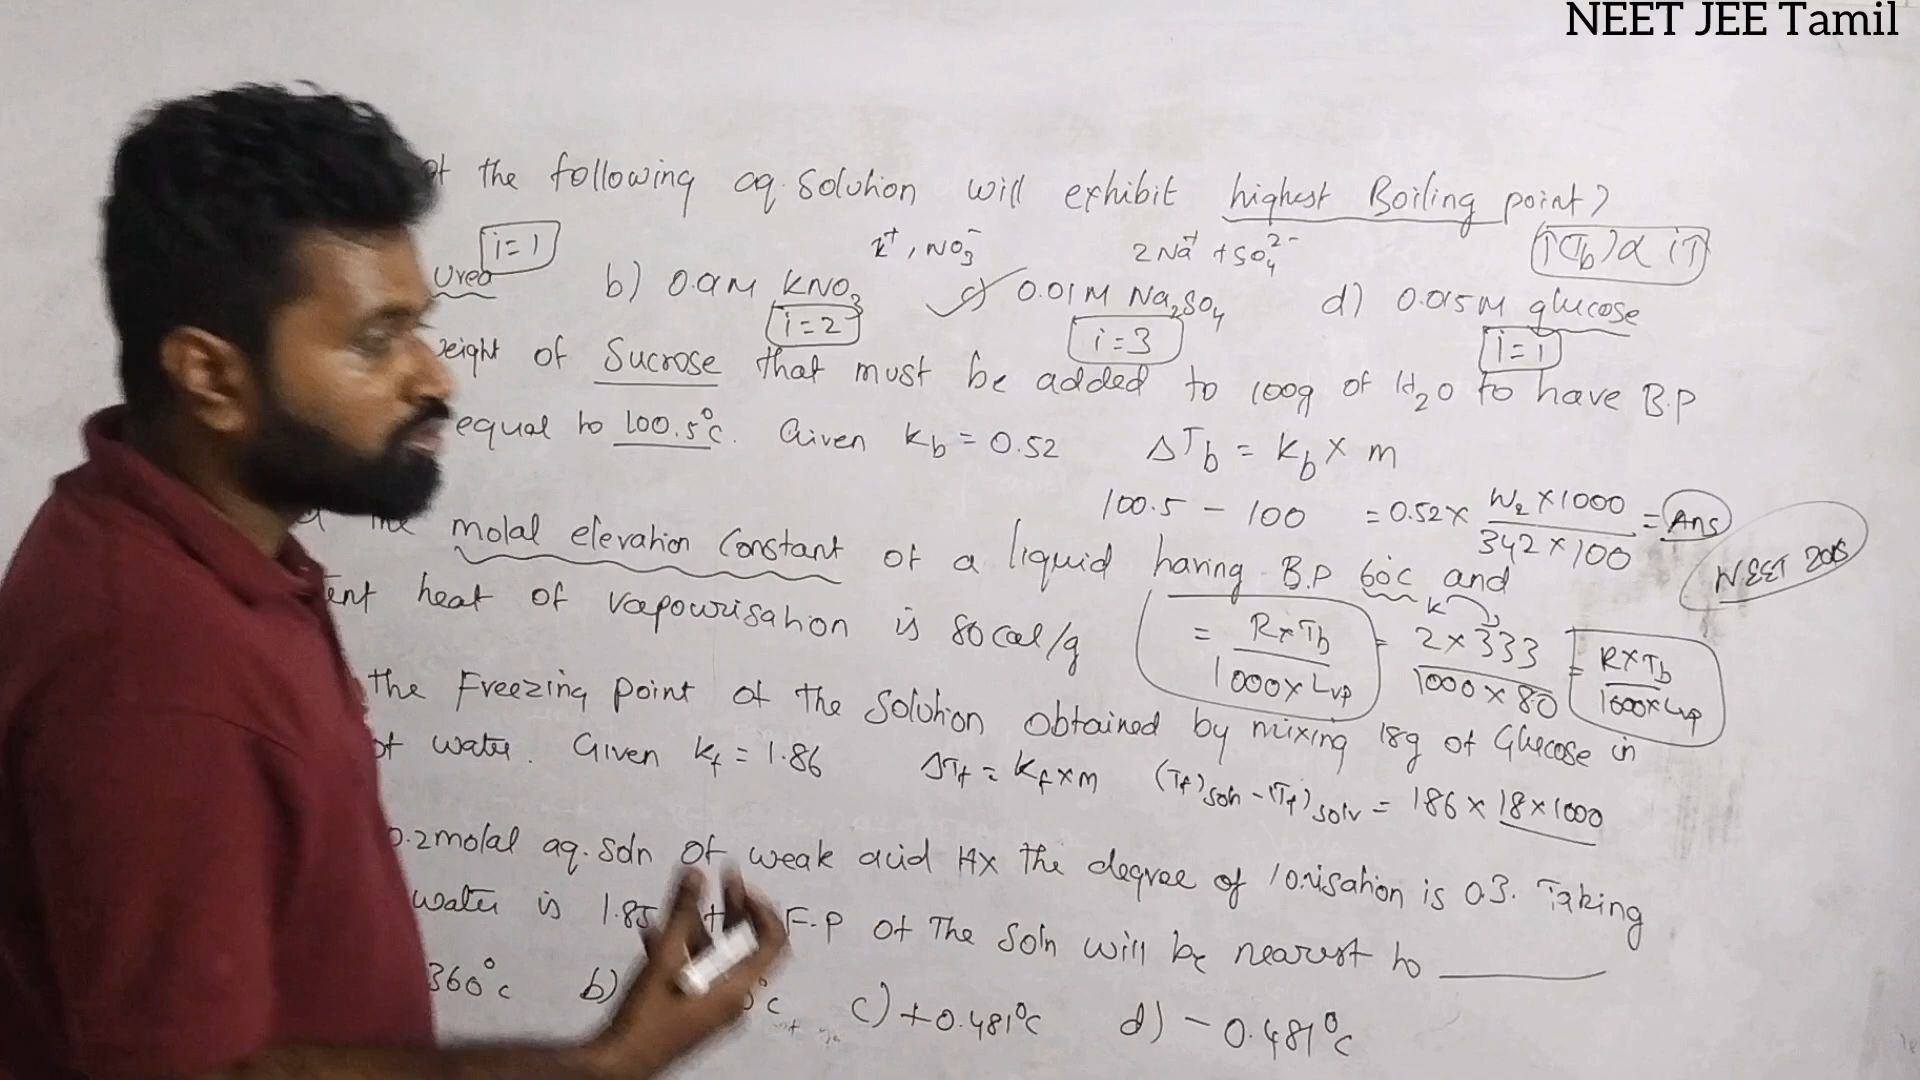 NEET JEE Tamil
of the following aq. solution will exhibit highest Boiling point?
i=1 K⁺, NO₃⁻ 2Na⁺ + SO₄²⁻ ↑(Tb) α i↑
Urea b) 0.01M KNO₃ c) 0.01M Na₂SO₄ d) 0.015M glucose
i=2 i=3 i=1
weight of Sucrose that must be added to 100g of H₂O to have B.P
equal to 100.5°C. Given Kb = 0.52 ΔTb = Kb × m
100.5 - 100 = 0.52 × W₂ × 1000 / 342 × 100 = Ans
the molal elevation constant of a liquid having B.P 60°C and NEET
heat of vapourisation is 80 cal/g = R×Tb / 1000×Lvp = 2×333 / 1000×80 = R×Tb / 1000×Lvp
K
the Freezing point of the Solution obtained by mixing 18g of Glucose in
of water. Given Kf = 1.86 ΔTf = Kf × m (Tf)soln - (Tf)solv = 186 × 18 × 1000
0.2 molal aq. soln of weak acid HX the degree of ionisation is 0.3. Taking
water is 1.85 F.P of The Soln will be nearest to ______
360°C b) °C c) +0.481°C d) -0.481°C